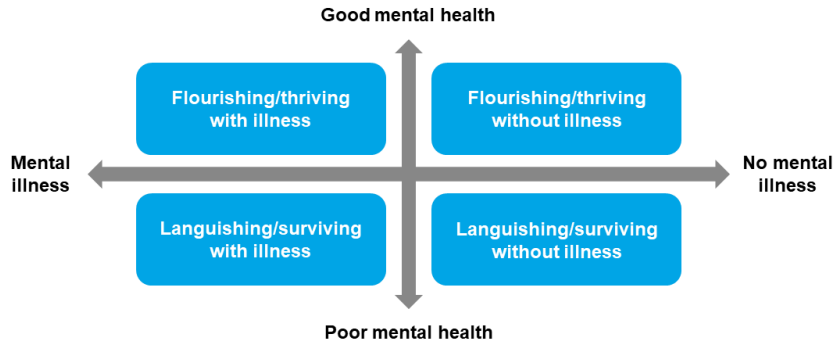 Good mental health
Flourishing/thriving
with illness
Flourishing/thriving
without illness
Mental
illness
No mental
illness
Languishing/surviving
with illness
Languishing/surviving
without illness
Poor mental health